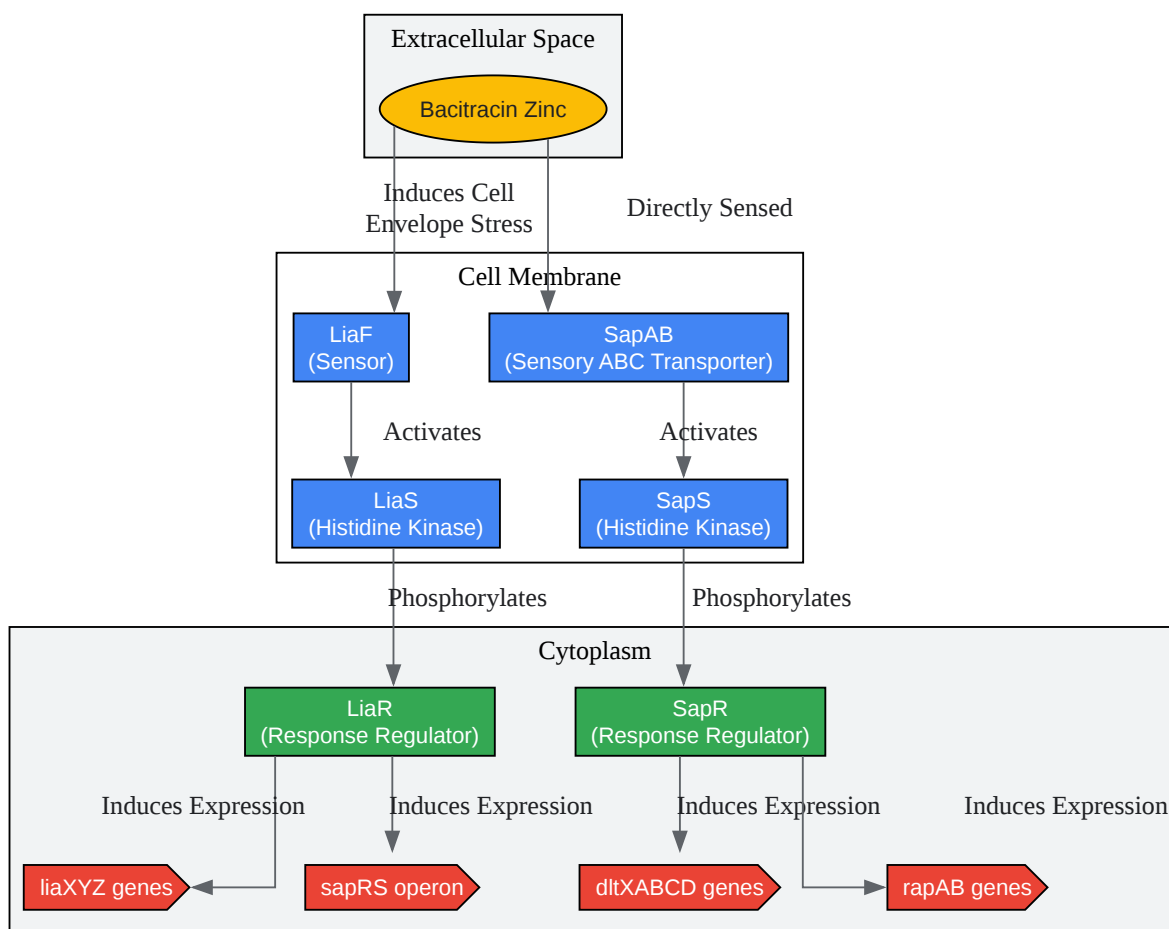 Extracellular Space
Bacitracin Zinc
Induces Cell
Envelope Stress
Directly Sensed
Cell Membrane
LiaF
(Sensor)
SapAB
(Sensory ABC Transporter)
Activates
Activates
LiaS
(Histidine Kinase)
SapS
(Histidine Kinase)
Phosphorylates
Phosphorylates
Cytoplasm
LiaR
(Response Regulator)
SapR
(Response Regulator)
Induces Expression
Induces Expression
Induces Expression
Induces Expression
liaXYZ genes
sapRS operon
dltXABCD genes
rapAB genes